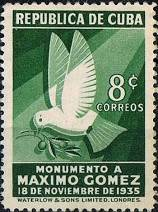 REPUBLICA DE CUBA
8¢
CORREOS
MONUMENTO A
MAXIMO GOMEZ
18 DE NOVIEMBRE DE 1935
WATERLOW & SONS LIMITED, LONDRES.